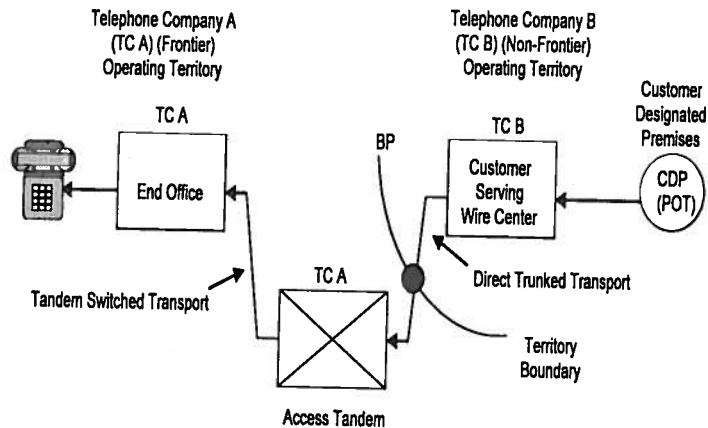 Telephone Company A
(TC A) (Frontier)
Operating Territory
Telephone Company B
(TC B) (Non-Frontier)
Operating Territory
Customer
Designated
Premises
TC A
End Office
BP
TC B
Customer
Serving
Wire Center
CDP
(POT)
Tandem Switched Transport
TC A
Direct Trunked Transport
Territory
Boundary
Access Tandem